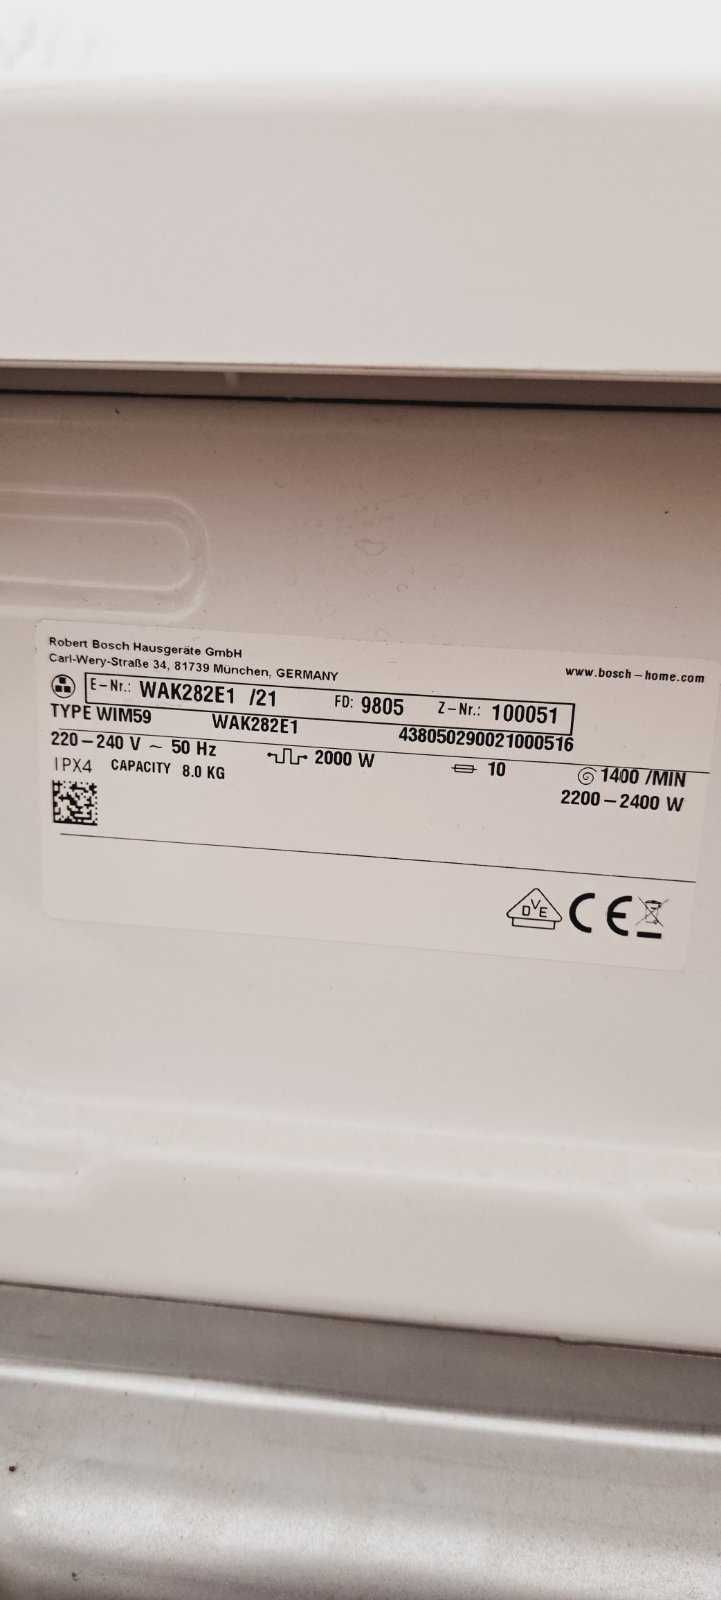 Robert Bosch Hausgeräte GmbH
Carl-Wery-Straße 34, 81739 München, GERMANY
www.bosch-home.com
E-Nr.: WAK282E1 /21 FD: 9805 Z-Nr.: 100051
TYPE WIM59 WAK282E1 438050290021000516
220-240 V ~ 50 Hz 2000 W 10 1400 /MIN
IPX4 CAPACITY 8.0 KG 2200-2400 W
DVE CE